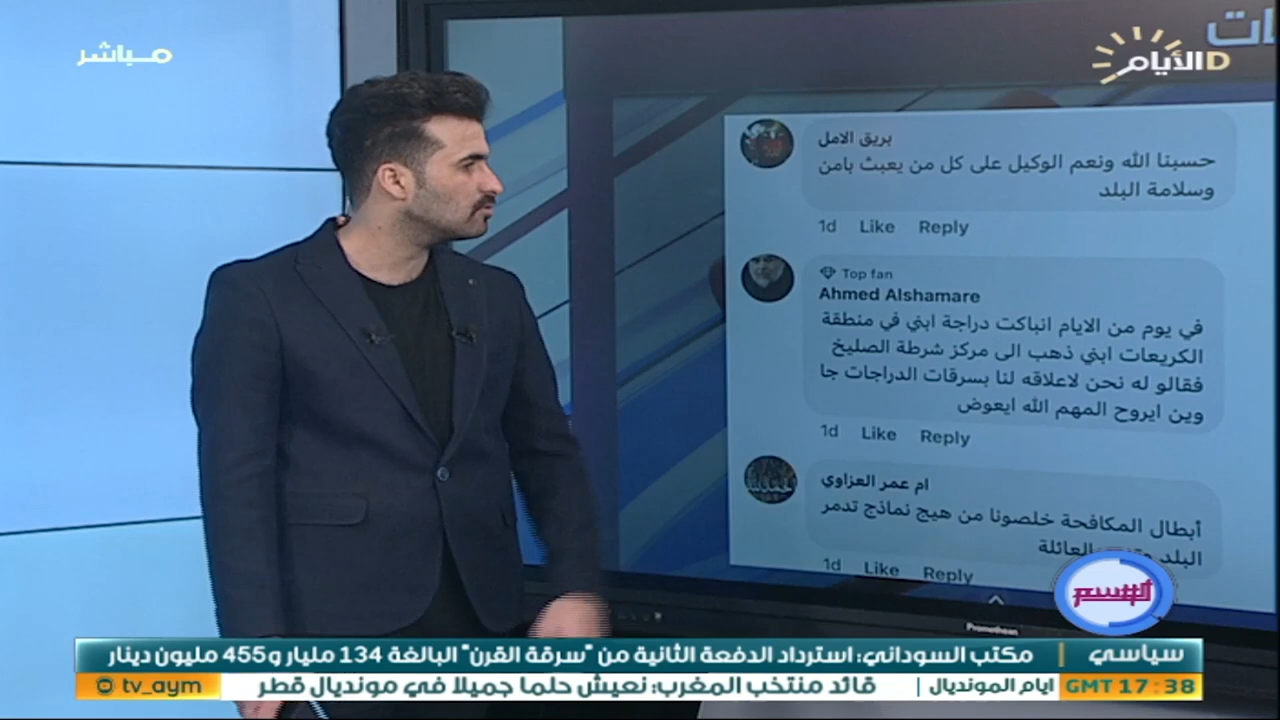 مباشر
الأيام
ات
بريق الامل
حسبنا الله ونعم الوكيل على كل من يعبث بامن
وسلامة البلد
1d Like Reply
Top fan
Ahmed Alshamare
في يوم من الايام انباكت دراجة ابني في منطقة
الكريعات ابني ذهب الى مركز شرطة الصليخ
فقالو له نحن لاعلاقه لنا بسرقات الدراجات جا
وين ايروح المهم الله ايعوض
1d Like Reply
ام عمر العزاوي
أبطال المكافحة خلصونا من هيج نماذج تدمر
البلد والعائلة
1d Like Reply
Promethean
سياسي | مكتب السوداني: استرداد الدفعة الثانية من "سرقة القرن" البالغة 134 مليار و455 مليون دينار
GMT 17:38 ايام المونديال | قائد منتخب المغرب: نعيش حلما جميلا في مونديال قطر tv_aym